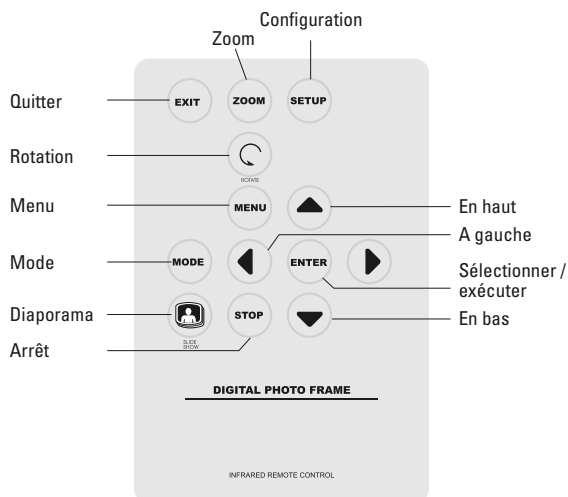 Configuration
Zoom
Quitter
EXIT
ZOOM
SETUP
Rotation
ROTATE
Menu
MENU
En haut
A gauche
Mode
MODE
ENTER
Sélectionner /
exécuter
Diaporama
SLIDE
SHOW
STOP
En bas
Arrêt
DIGITAL PHOTO FRAME
INFRARED REMOTE CONTROL